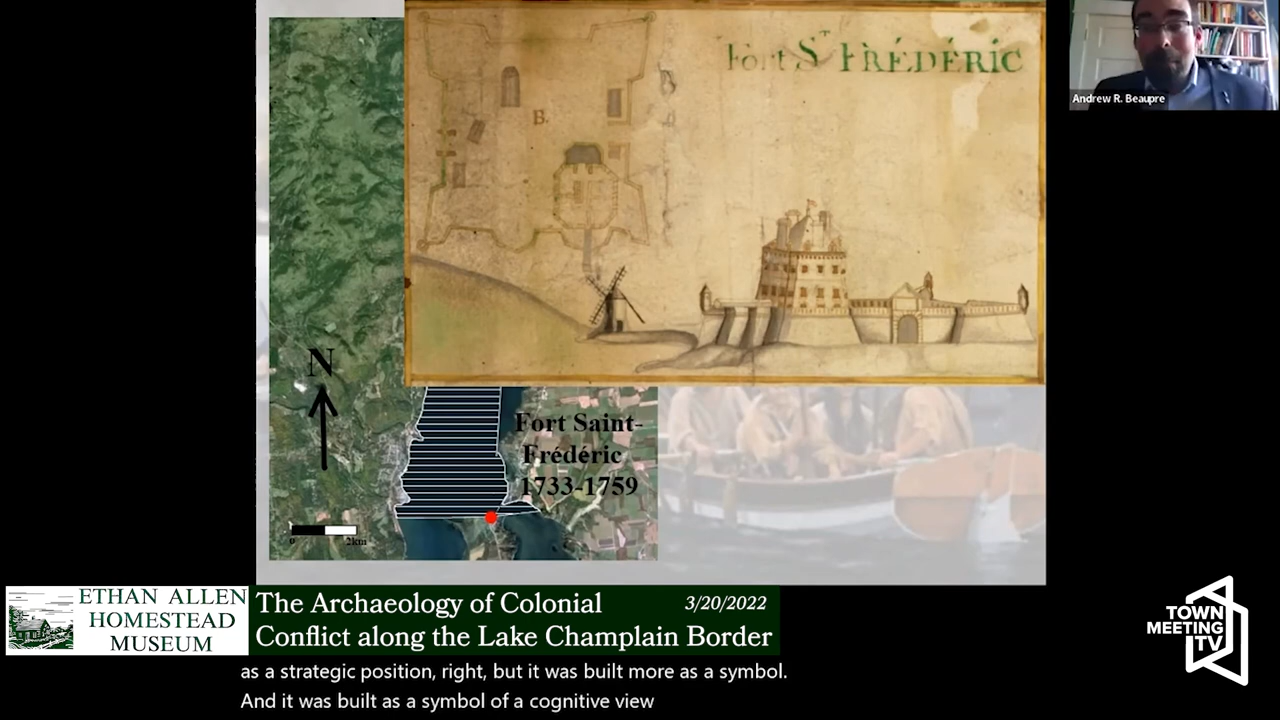 Fort St FRÉDÉRIC
B.
Andrew R. Beaupre
N
Fort Saint-
Frédéric
1733-1759
0 2km
ETHAN ALLEN
HOMESTEAD
MUSEUM
The Archaeology of Colonial 3/20/2022
Conflict along the Lake Champlain Border
TOWN
MEETING
TV
as a strategic position, right, but it was built more as a symbol.
And it was built as a symbol of a cognitive view